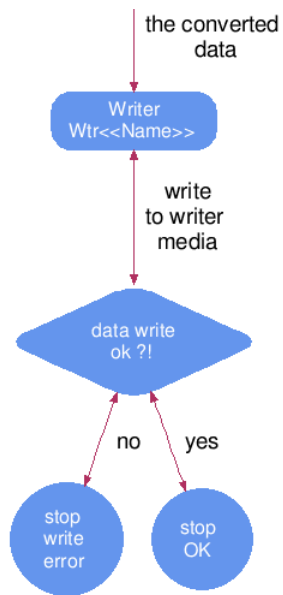 the converted
data
Writer
Wtr<<Name>>
write
to writer
media
data write
ok ?!
no
yes
stop
write
error
stop
OK